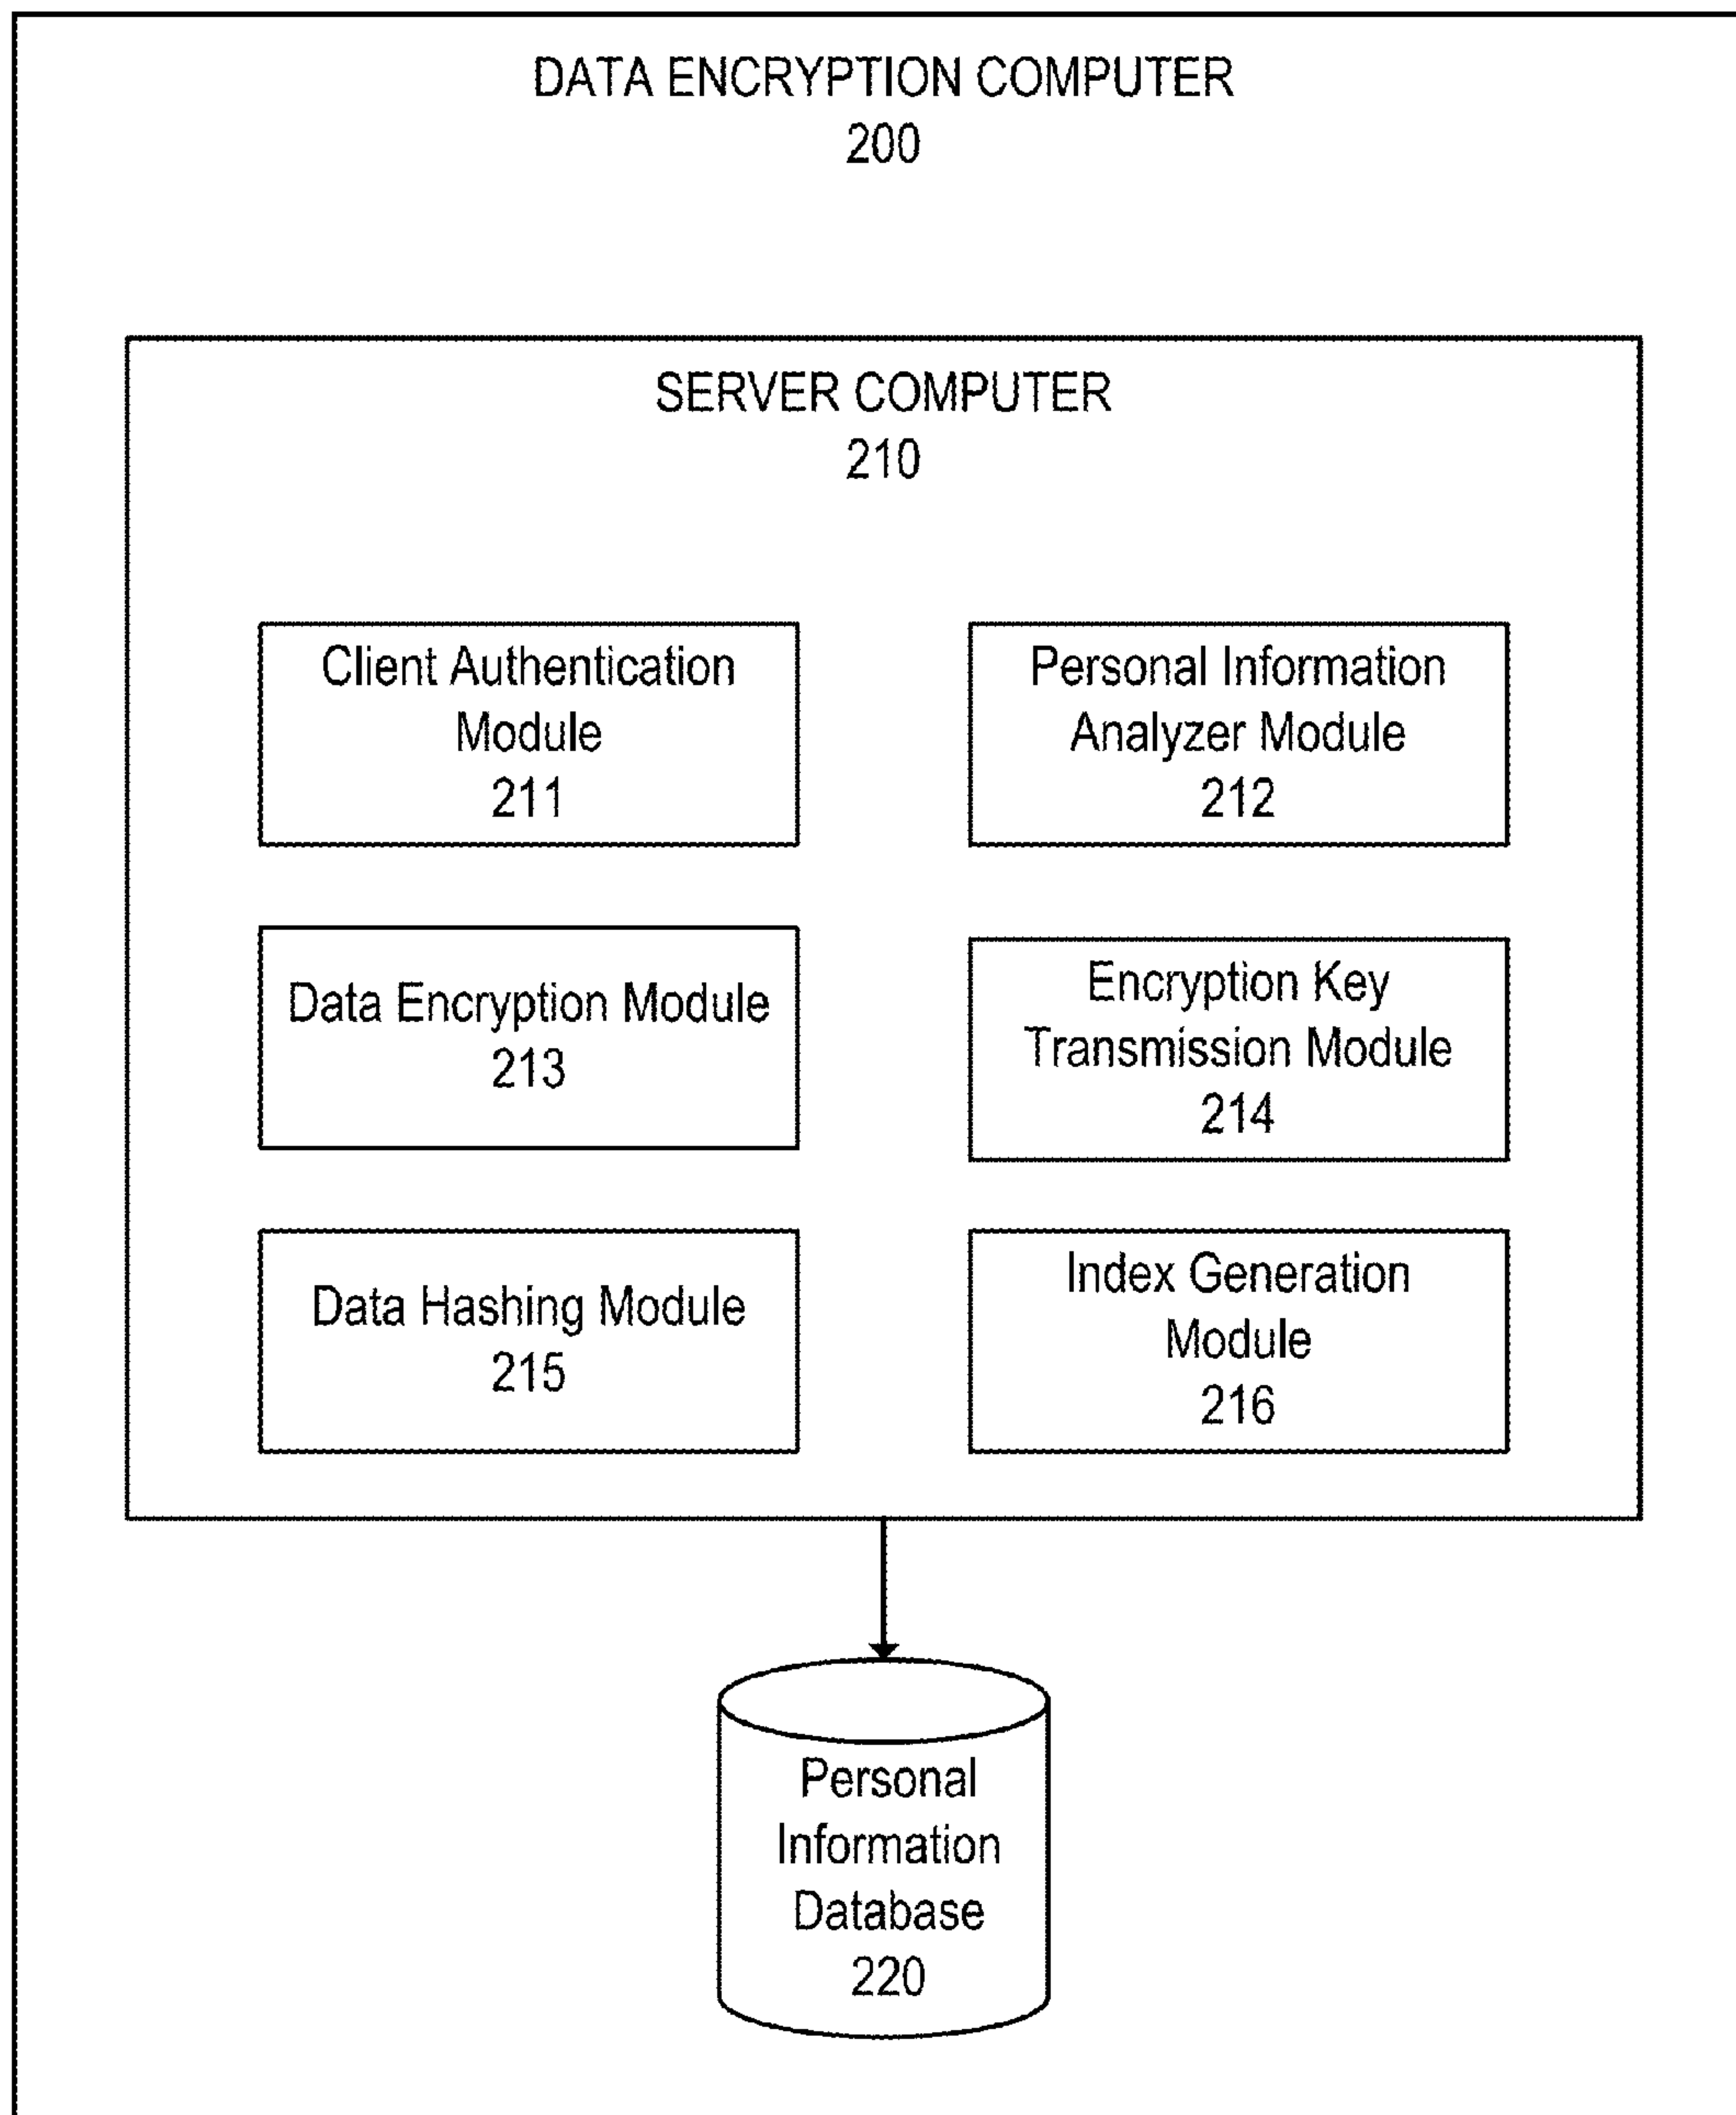 DATA ENCRYPTION COMPUTER
200
SERVER COMPUTER
210
Client Authentication
Module
211
Personal Information
Analyzer Module
212
Data Encryption Module
213
Encryption Key
Transmission Module
214
Data Hashing Module
215
Index Generation
Module
216
Personal
Information
Database
220